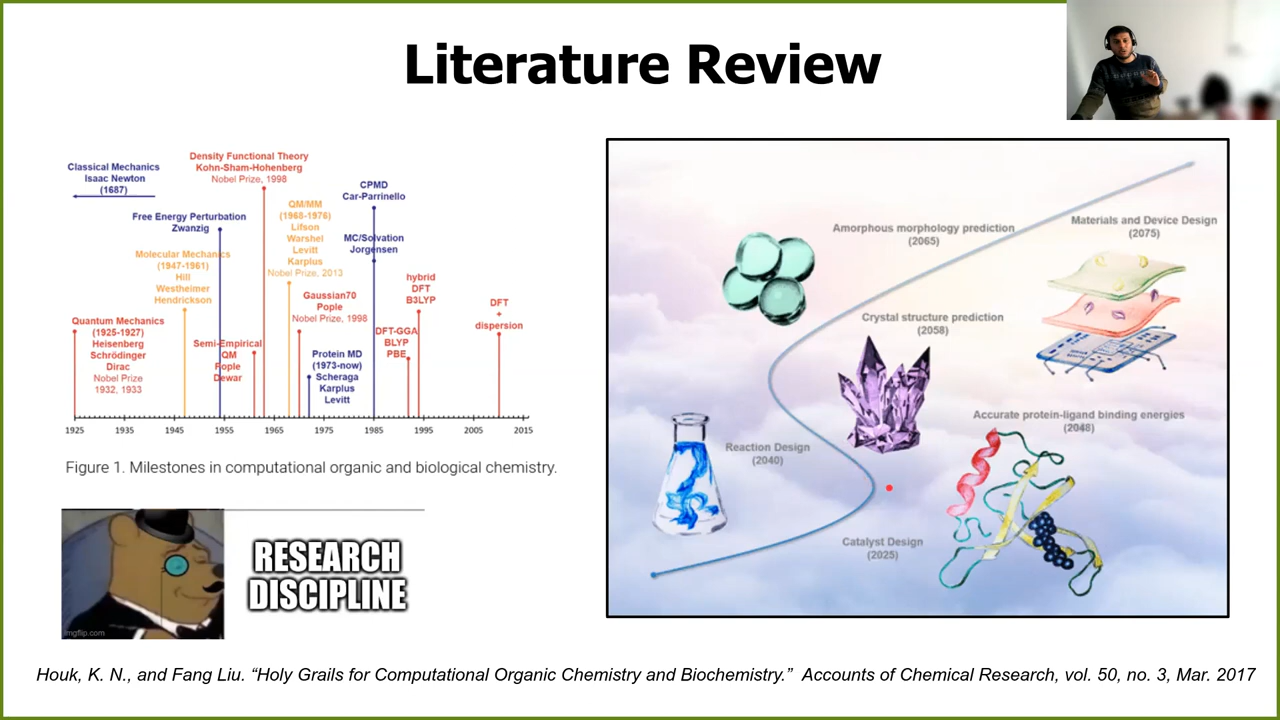 Literature Review
Classical Mechanics
Isaac Newton
(1687)
Density Functional Theory
Kohn-Sham-Hohenberg
Nobel Prize, 1998
CPMD
Car-Parrinello
Free Energy Perturbation
Zwanzig
QM/MM
(1968-1976)
Lifson
Warshel
Levitt
Karplus
Nobel Prize, 2013
MC/Solvation
Jorgensen
Molecular Mechanics
(1947-1961)
Hill
Westheimer
Hendrickson
hybrid
DFT
B3LYP
Gaussian70
Pople
Nobel Prize, 1998
DFT
+
dispersion
Quantum Mechanics
(1925-1927)
Heisenberg
Schrödinger
Dirac
Nobel Prize
1932, 1933
Semi-Empirical
QM
Pople
Dewar
DFT-GGA
BLYP
PBE
Protein MD
(1973-now)
Scheraga
Karplus
Levitt
1925 1935 1945 1955 1965 1975 1985 1995 2005 2015
Figure 1. Milestones in computational organic and biological chemistry.
RESEARCH
DISCIPLINE
imgflip.com
Materials and Device Design
(2075)
Amorphous morphology prediction
(2065)
Crystal structure prediction
(2058)
Accurate protein-ligand binding energies
(2048)
Reaction Design
(2040)
Catalyst Design
(2025)
Houk, K. N., and Fang Liu. “Holy Grails for Computational Organic Chemistry and Biochemistry.” Accounts of Chemical Research, vol. 50, no. 3, Mar. 2017